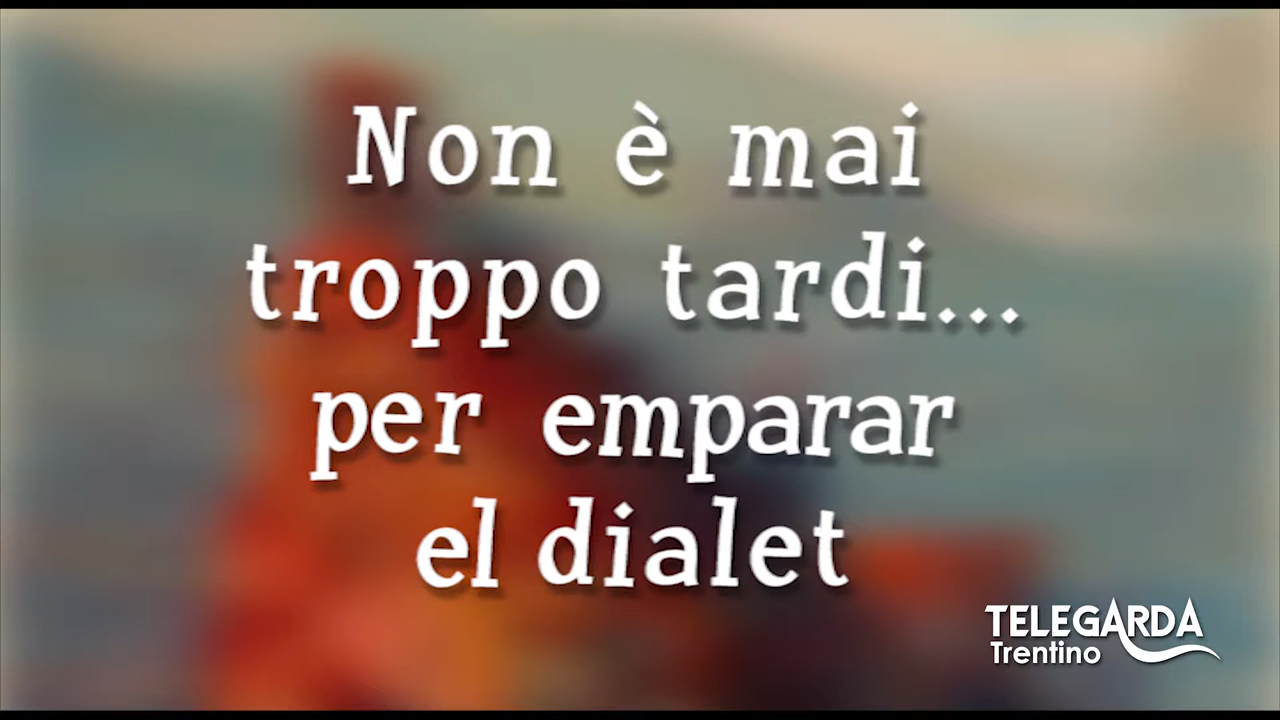 Non è mai
troppo tardi...
per emparar
el dialet
TELEGARDA
Trentino